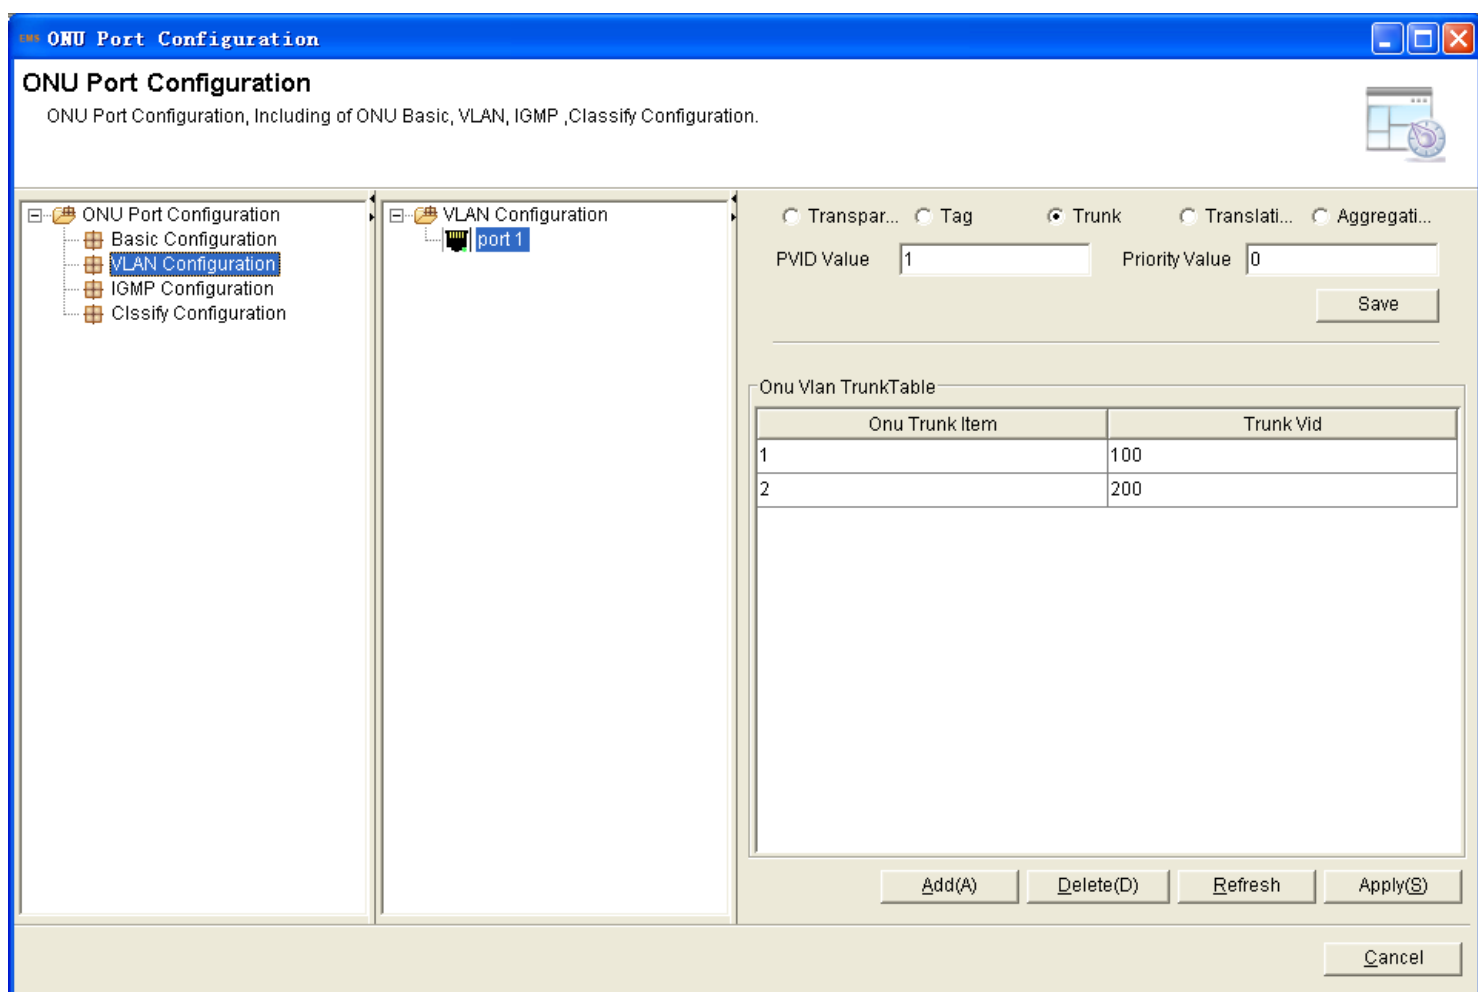 EMS ONU Port Configuration
ONU Port Configuration
ONU Port Configuration, Including of ONU Basic, VLAN, IGMP ,Classify Configuration.
ONU Port Configuration
Basic Configuration
VLAN Configuration
IGMP Configuration
Clssify Configuration
VLAN Configuration
port 1
Transpar... Tag Trunk Translati... Aggregati...
PVID Value 1 Priority Value 0
Save
Onu Vlan TrunkTable
Onu Trunk Item Trunk Vid
1 100
2 200
Add(A) Delete(D) Refresh Apply(S)
Cancel